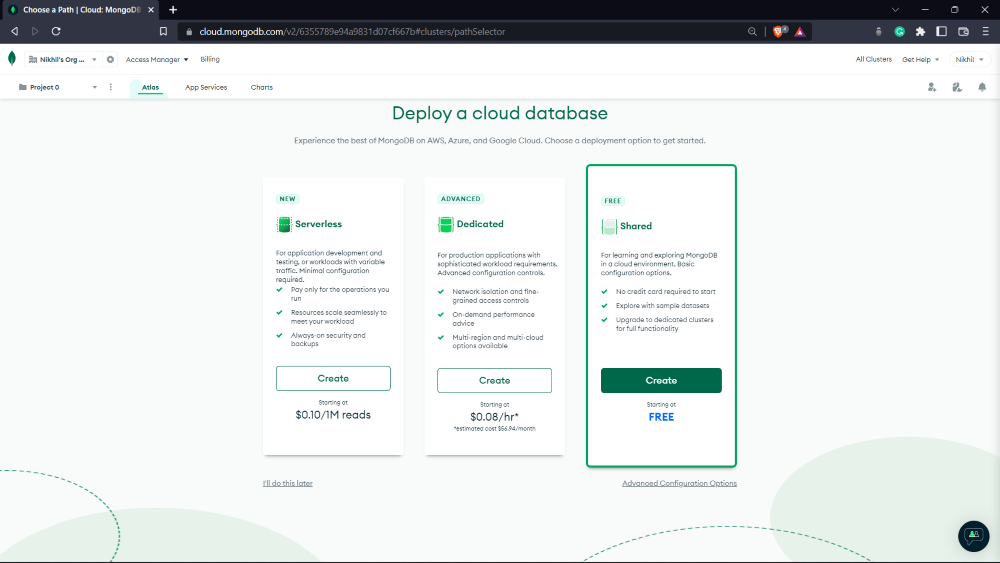 Choose a Path | Cloud: MongoDB
cloud.mongodb.com/v2/6355789e94a9831d07cf667b#clusters/pathSelector
Nikhil's Org ...
Access Manager
Billing
All Clusters
Get Help
Nikhil
Project 0
Atlas
App Services
Charts
Deploy a cloud database
Experience the best of MongoDB on AWS, Azure, and Google Cloud. Choose a deployment option to get started.
NEW
Serverless
For application development and
testing, or workloads with variable
traffic. Minimal configuration
required.
Pay only for the operations you
run
Resources scale seamlessly to
meet your workload
Always-on security and
backups
Create
Starting at
$0.10/1M reads
ADVANCED
Dedicated
For production applications with
sophisticated workload requirements.
Advanced configuration controls.
Network isolation and fine-
grained access controls
On-demand performance
advice
Multi-region and multi-cloud
options available
Create
Starting at
$0.08/hr*
*estimated cost $56.94/month
FREE
Shared
For learning and exploring MongoDB
in a cloud environment. Basic
configuration options.
No credit card required to start
Explore with sample datasets
Upgrade to dedicated clusters
for full functionality
Create
Starting at
FREE
I'll do this later
Advanced Configuration Options